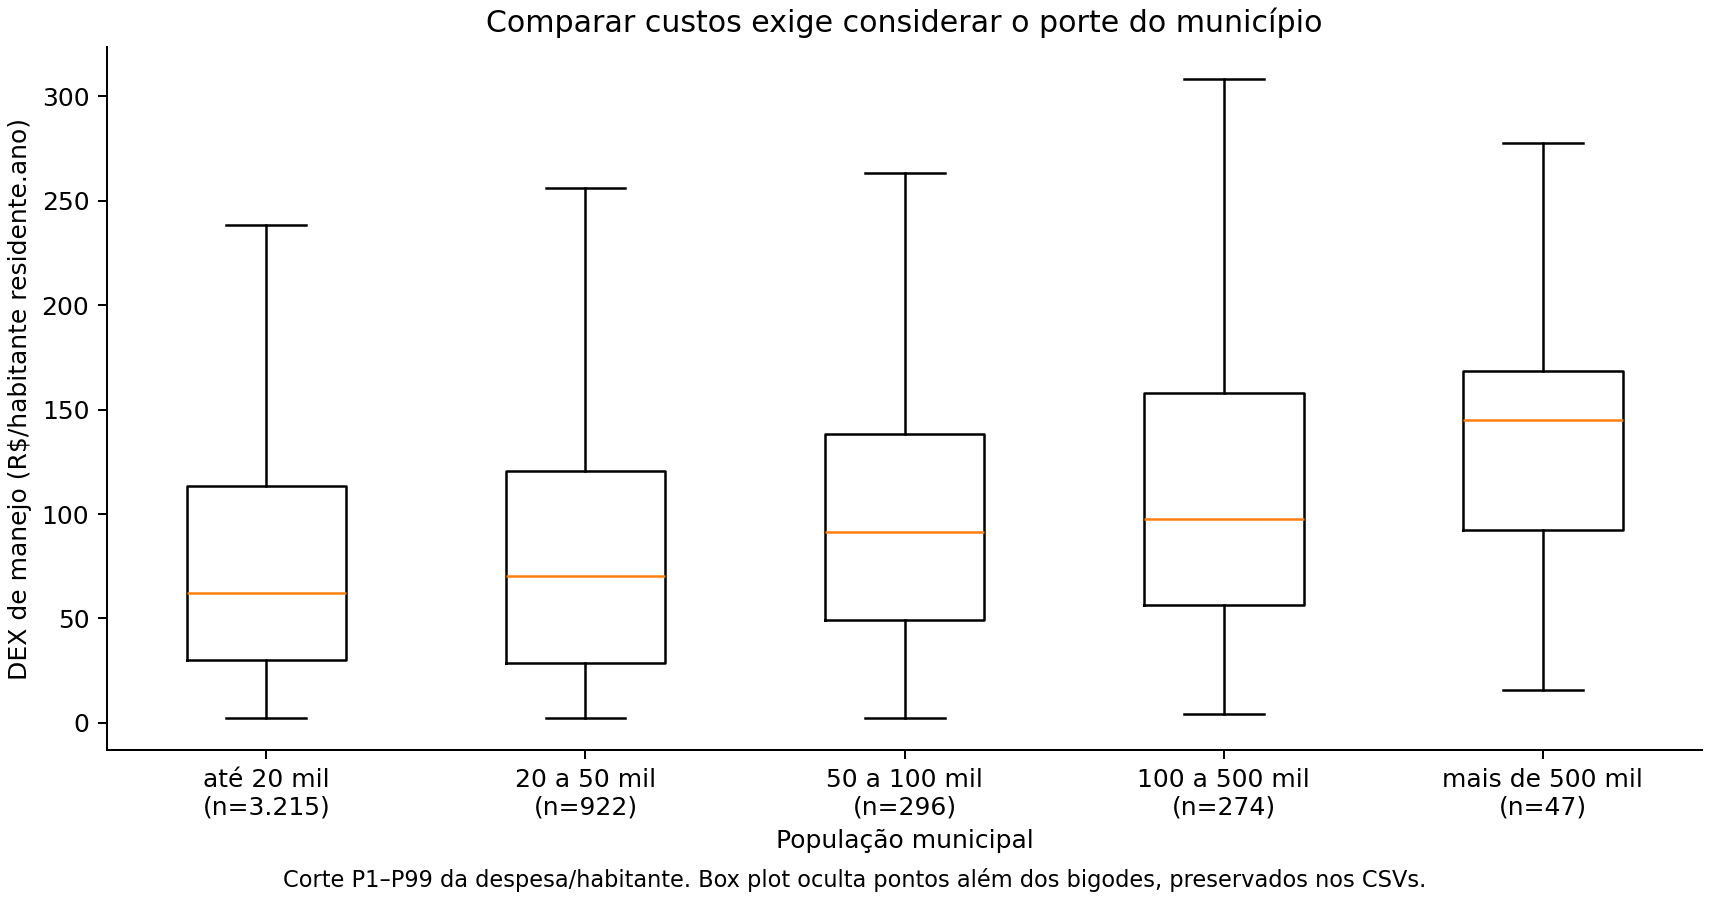 Comparar custos exige considerar o porte do município
DEX de manejo (R$/habitante residente.ano)
300
250
200
150
100
50
0
até 20 mil
(n=3.215)
20 a 50 mil
(n=922)
50 a 100 mil
(n=296)
100 a 500 mil
(n=274)
mais de 500 mil
(n=47)
População municipal
Corte P1–P99 da despesa/habitante. Box plot oculta pontos além dos bigodes, preservados nos CSVs.